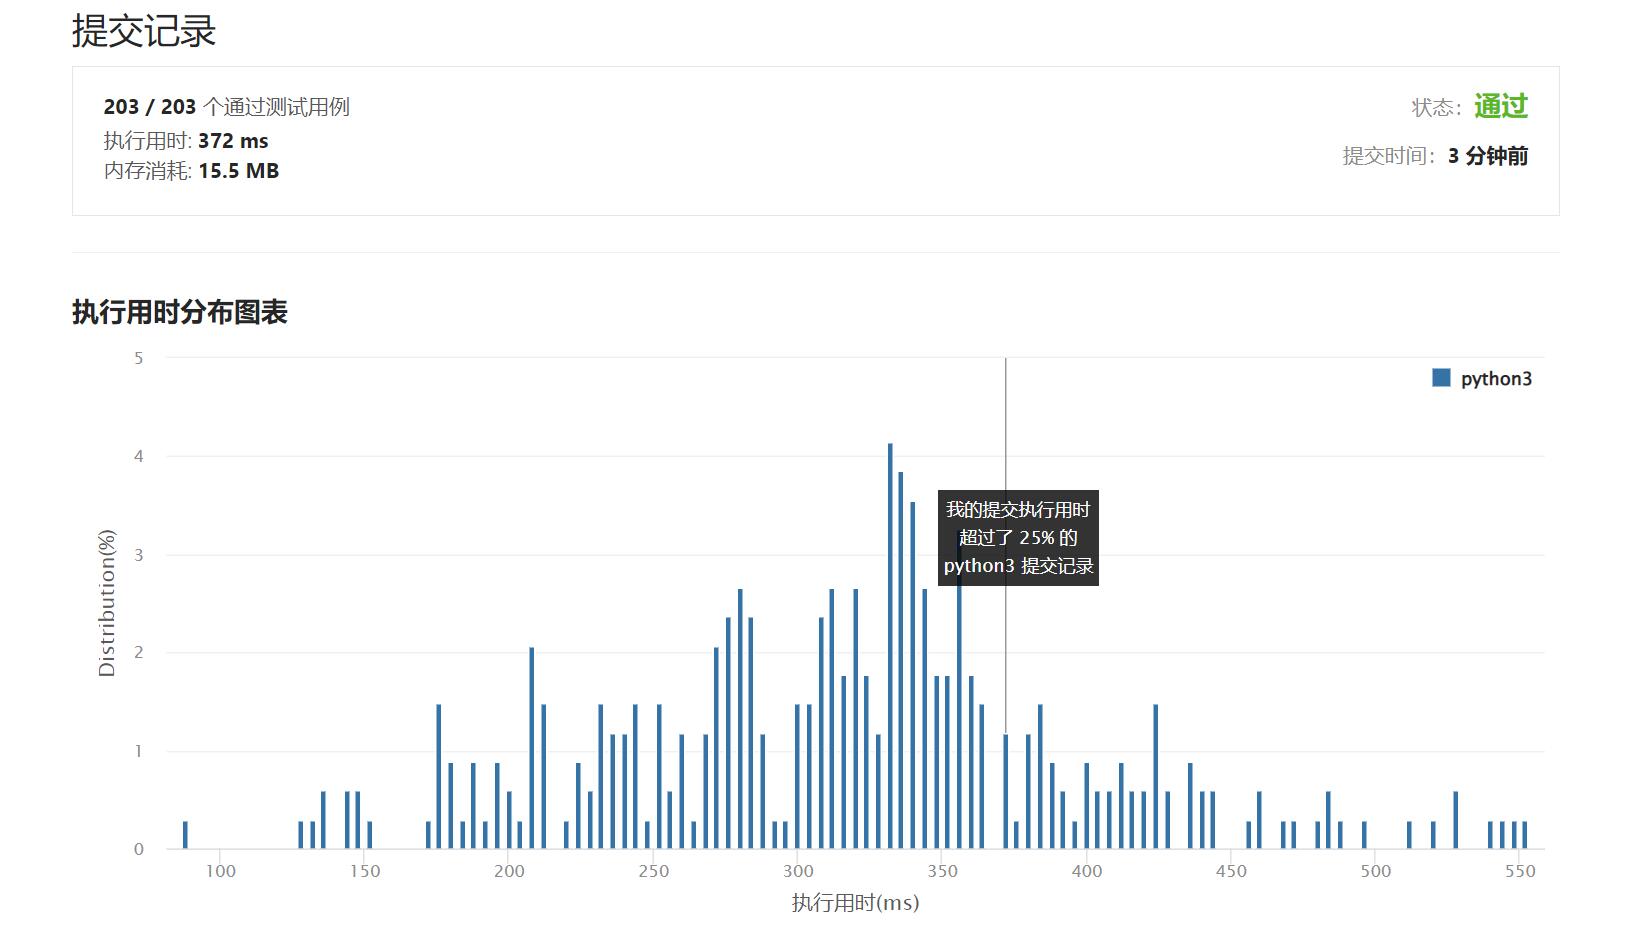 提交记录
203 / 203 个通过测试用例
状态：通过
执行用时: 372 ms
提交时间：3 分钟前
内存消耗: 15.5 MB
执行用时分布图表
5
python3
4
我的提交执行用时
超过了 25% 的
python3 提交记录
3
Distribution(%)
2
1
0
100 150 200 250 300 350 400 450 500 550
执行用时(ms)